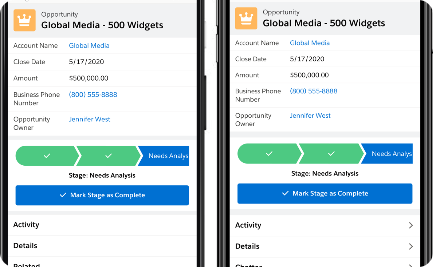 Opportunity
Global Media - 500 Widgets
Account Name Global Media
Close Date 5/17/2020
Amount $500,000.00
Business Phone Number (800) 555-8888
Opportunity Owner Jennifer West
Needs Analys
Stage: Needs Analysis
Mark Stage as Complete
Activity
Details
Related
Opportunity
Global Media - 500 Widgets
Account Name Global Media
Close Date 5/17/2020
Amount $500,000.00
Business Phone Number (800) 555-8888
Opportunity Owner Jennifer West
Needs Analys
Stage: Needs Analysis
Mark Stage as Complete
Activity
Details
Chatter